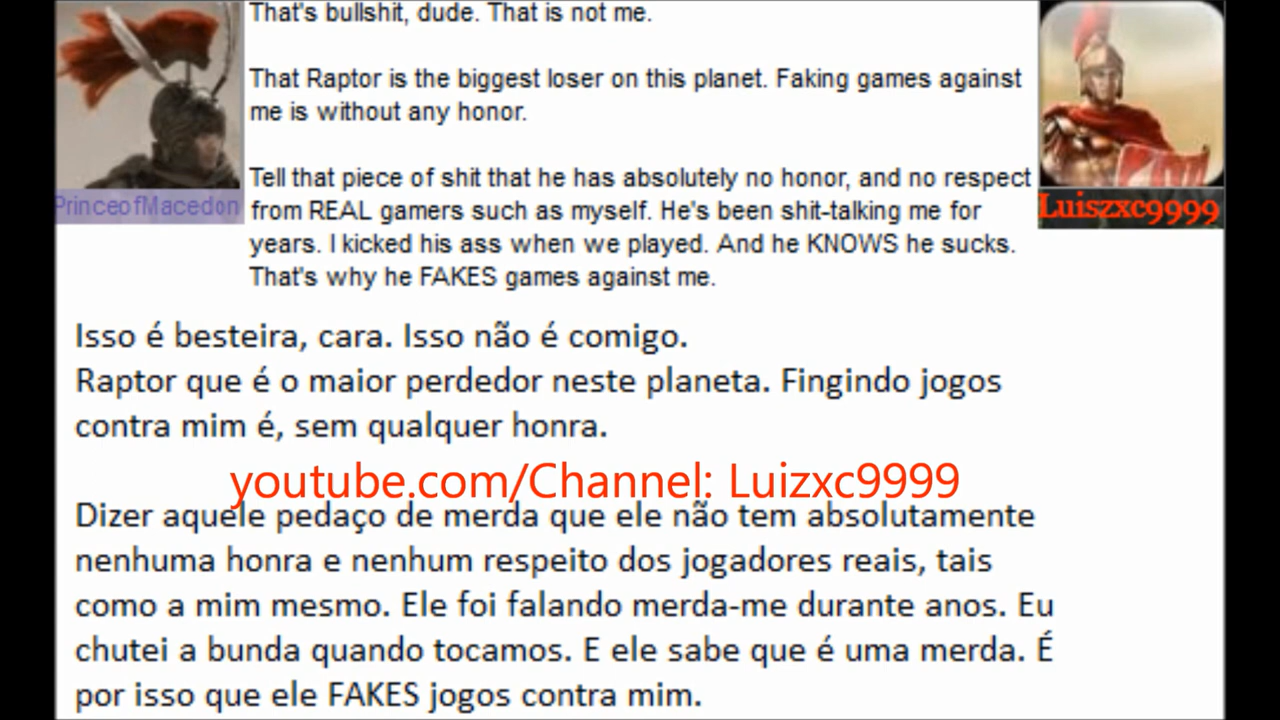 That's bullshit, dude. That is not me.
That Raptor is the biggest loser on this planet. Faking games against
me is without any honor.
Tell that piece of shit that he has absolutely no honor, and no respect
from REAL gamers such as myself. He's been shit-talking me for
years. I kicked his ass when we played. And he KNOWS he sucks.
That's why he FAKES games against me.
PrinceofMacedon
Luiszxc9999
Isso é besteira, cara. Isso não é comigo.
Raptor que é o maior perdedor neste planeta. Fingindo jogos
contra mim é, sem qualquer honra.
youtube.com/Channel: Luizxc9999
Dizer aquele pedaço de merda que ele não tem absolutamente
nenhuma honra e nenhum respeito dos jogadores reais, tais
como a mim mesmo. Ele foi falando merda-me durante anos. Eu
chutei a bunda quando tocamos. E ele sabe que é uma merda. É
por isso que ele FAKES jogos contra mim.